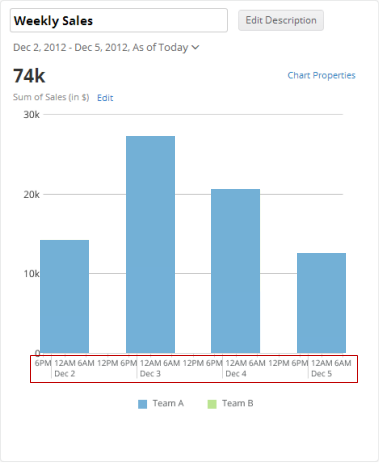 Weekly Sales
Edit Description
Dec 2, 2012 - Dec 5, 2012, As of Today
74k
Chart Properties
Sum of Sales (in $) Edit
30k
20k
10k
0
6PM 12AM 6AM 12PM 6PM 12AM 6AM 12PM 6PM 12AM 6AM 12PM 6PM 12AM 6AM
Dec 2 Dec 3 Dec 4 Dec 5
Team A Team B